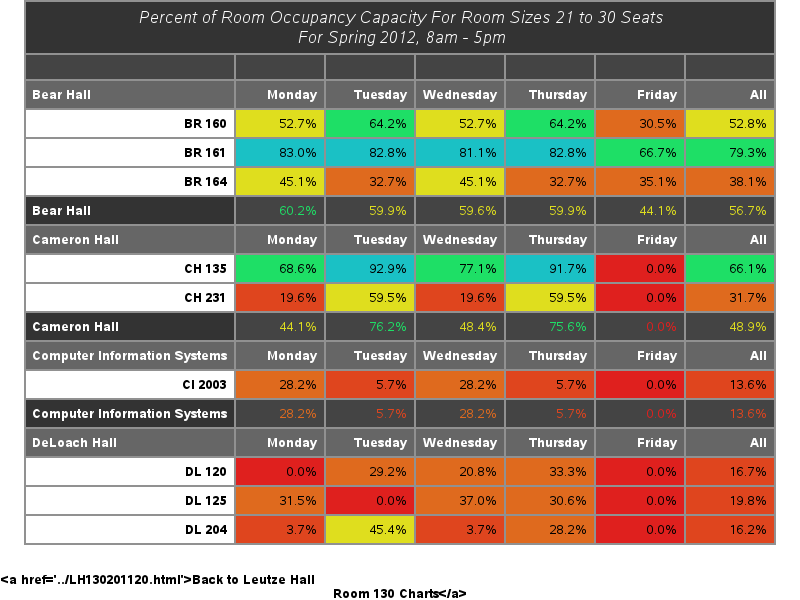 Percent of Room Occupancy Capacity For Room Sizes 21 to 30 Seats
For Spring 2012, 8am - 5pm
Bear Hall Monday Tuesday Wednesday Thursday Friday All
BR 160 52.7% 64.2% 52.7% 64.2% 30.5% 52.8%
BR 161 83.0% 82.8% 81.1% 82.8% 66.7% 79.3%
BR 164 45.1% 32.7% 45.1% 32.7% 35.1% 38.1%
Bear Hall 60.2% 59.9% 59.6% 59.9% 44.1% 56.7%
Cameron Hall Monday Tuesday Wednesday Thursday Friday All
CH 135 68.6% 92.9% 77.1% 91.7% 0.0% 66.1%
CH 231 19.6% 59.5% 19.6% 59.5% 0.0% 31.7%
Cameron Hall 44.1% 76.2% 48.4% 75.6% 0.0% 48.9%
Computer Information Systems Monday Tuesday Wednesday Thursday Friday All
CI 2003 28.2% 5.7% 28.2% 5.7% 0.0% 13.6%
Computer Information Systems 28.2% 5.7% 28.2% 5.7% 0.0% 13.6%
DeLoach Hall Monday Tuesday Wednesday Thursday Friday All
DL 120 0.0% 29.2% 20.8% 33.3% 0.0% 16.7%
DL 125 31.5% 0.0% 37.0% 30.6% 0.0% 19.8%
DL 204 3.7% 45.4% 3.7% 28.2% 0.0% 16.2%
<a href='../LH130201120.html'>Back to Leutze Hall
Room 130 Charts</a>